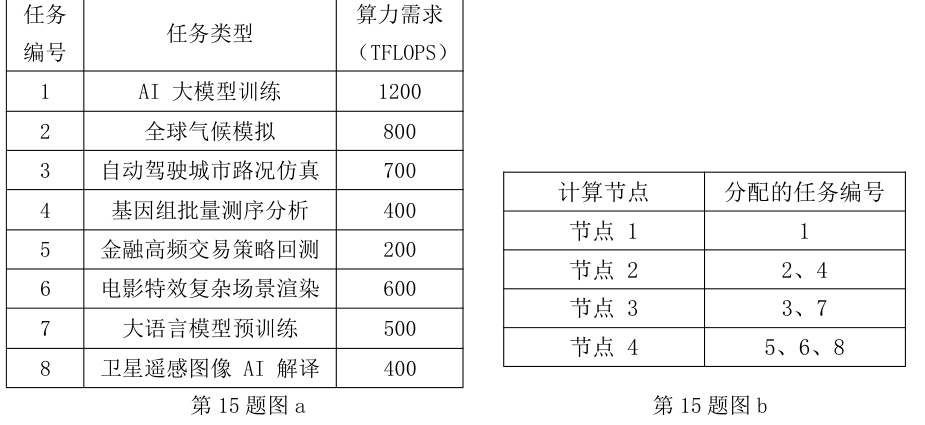 任务编号 任务类型 算力需求（TFLOPS）
1 AI 大模型训练 1200
2 全球气候模拟 800
3 自动驾驶城市路况仿真 700
4 基因组批量测序分析 400
5 金融高频交易策略回测 200
6 电影特效复杂场景渲染 600
7 大语言模型预训练 500
8 卫星遥感图像 AI 解译 400
第 15 题图 a
计算节点 分配的任务编号
节点 1 1
节点 2 2、4
节点 3 3、7
节点 4 5、6、8
第 15 题图 b